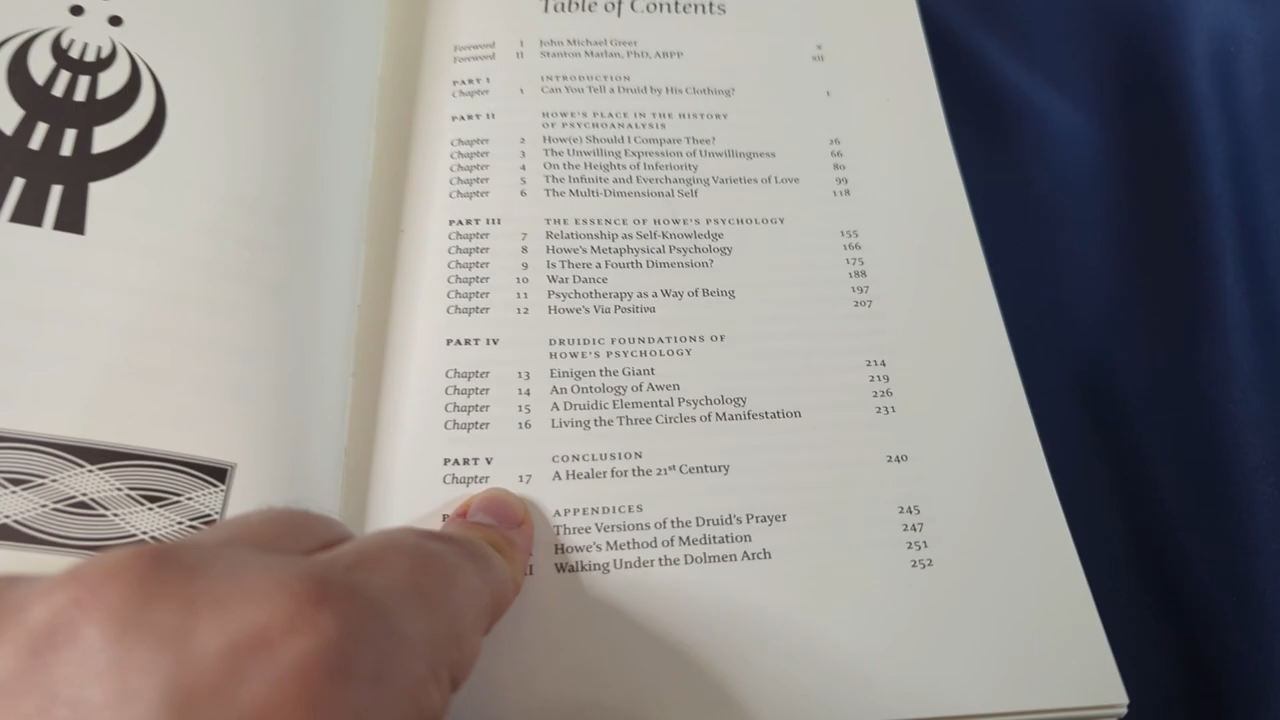 Table of Contents
Foreword I John Michael Greer x
Foreword II Stanton Marlan, PhD, ABPP xii
PART I INTRODUCTION
Chapter 1 Can You Tell a Druid by His Clothing? 1
PART II HOWE'S PLACE IN THE HISTORY
OF PSYCHOANALYSIS
Chapter 2 How(e) Should I Compare Thee? 26
Chapter 3 The Unwilling Expression of Unwillingness 66
Chapter 4 On the Heights of Inferiority 80
Chapter 5 The Infinite and Everchanging Varieties of Love 99
Chapter 6 The Multi-Dimensional Self 118
PART III THE ESSENCE OF HOWE'S PSYCHOLOGY
Chapter 7 Relationship as Self-Knowledge 155
Chapter 8 Howe's Metaphysical Psychology 166
Chapter 9 Is There a Fourth Dimension? 175
Chapter 10 War Dance 188
Chapter 11 Psychotherapy as a Way of Being 197
Chapter 12 Howe's Via Positiva 207
PART IV DRUIDIC FOUNDATIONS OF
HOWE'S PSYCHOLOGY
Chapter 13 Einigen the Giant 214
Chapter 14 An Ontology of Awen 219
Chapter 15 A Druidic Elemental Psychology 226
Chapter 16 Living the Three Circles of Manifestation 231
PART V CONCLUSION
Chapter 17 A Healer for the 21st Century 240
APPENDICES 245
Three Versions of the Druid's Prayer 247
Howe's Method of Meditation 251
Walking Under the Dolmen Arch 252